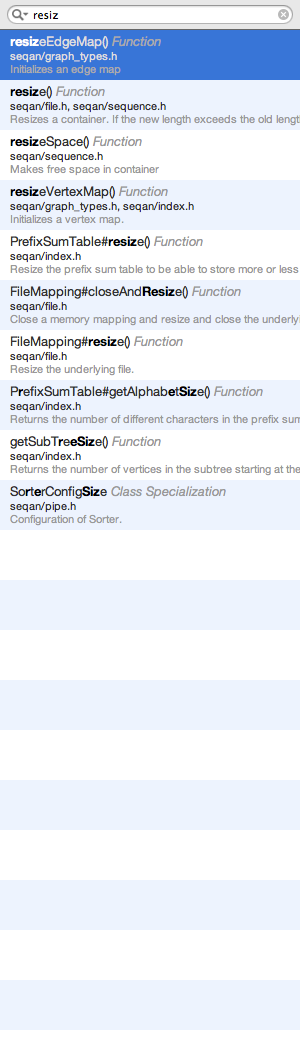 resiz
resizeEdgeMap() Function
seqan/graph_types.h
Initializes an edge map
resize() Function
seqan/file.h, seqan/sequence.h
Resizes a container. If the new length exceeds the old lengt
resizeSpace() Function
seqan/sequence.h
Makes free space in container
resizeVertexMap() Function
seqan/graph_types.h, seqan/index.h
Initializes a vertex map.
PrefixSumTable#resize() Function
seqan/index.h
Resize the prefix sum table to be able to store more or less
FileMapping#closeAndResize() Function
seqan/file.h
Close a memory mapping and resize and close the underlyi
FileMapping#resize() Function
seqan/file.h
Resize the underlying file.
PrefixSumTable#getAlphabetSize() Function
seqan/index.h
Returns the number of different characters in the prefix sum
getSubTreeSize() Function
seqan/index.h
Returns the number of vertices in the subtree starting at the
SorterConfigSize Class Specialization
seqan/pipe.h
Configuration of Sorter.